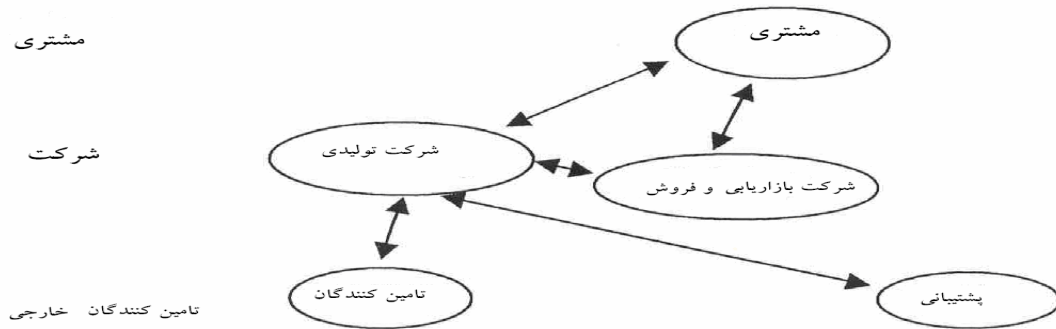 مشتری
مشتری
شرکت
شرکت تولیدی
شرکت بازاریابی و فروش
تامین کنندگان خارجی
تامین کنندگان
پشتیبانی